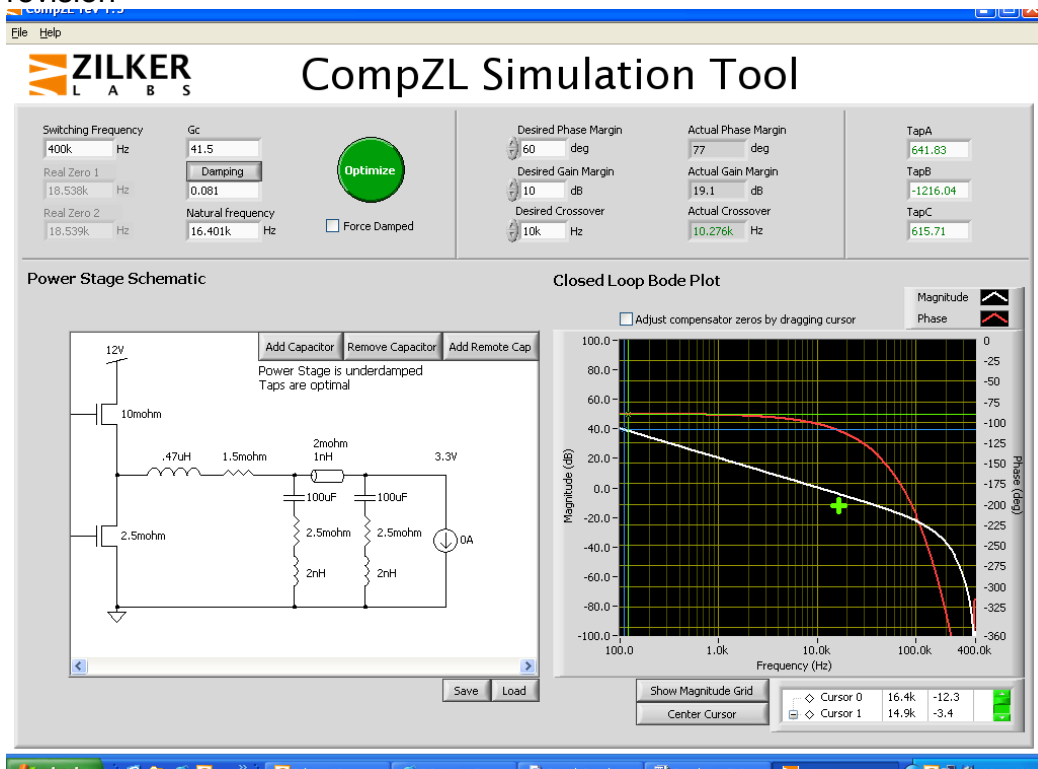 revision
CompZL rev 1.3
File Help
ZILKER
LABS
CompZL Simulation Tool
Switching Frequency
400k Hz
Real Zero 1
18.538k Hz
Real Zero 2
18.539k Hz
Gc
41.5
Damping
0.081
Natural frequency
16.401k Hz
Optimize
Force Damped
Desired Phase Margin
60 deg
Desired Gain Margin
10 dB
Desired Crossover
10k Hz
Actual Phase Margin
77 deg
Actual Gain Margin
19.1 dB
Actual Crossover
10.276k Hz
TapA
641.83
TapB
-1216.04
TapC
615.71
Power Stage Schematic
Add Capacitor Remove Capacitor Add Remote Cap
Power Stage is underdamped
Taps are optimal
12V
10mohm
.47uH 1.5mohm
2mohm
1nH
3.3V
100uF 100uF
2.5mohm
2.5mohm 2.5mohm
0A
2nH 2nH
Save Load
Closed Loop Bode Plot
Magnitude
Phase
Adjust compensator zeros by dragging cursor
Magnitude (dB)
100.0
80.0
60.0
40.0
20.0
0.0
-20.0
-40.0
-60.0
-80.0
-100.0
0
-25
-50
-75
-100
-125
-150
-175
-200
-225
-250
-275
-300
-325
-360
Phase (deg)
100.0 1.0k 10.0k 100.0k 400.0k
Frequency (Hz)
Show Magnitude Grid
Center Cursor
Cursor 0 16.4k -12.3
Cursor 1 14.9k -3.4